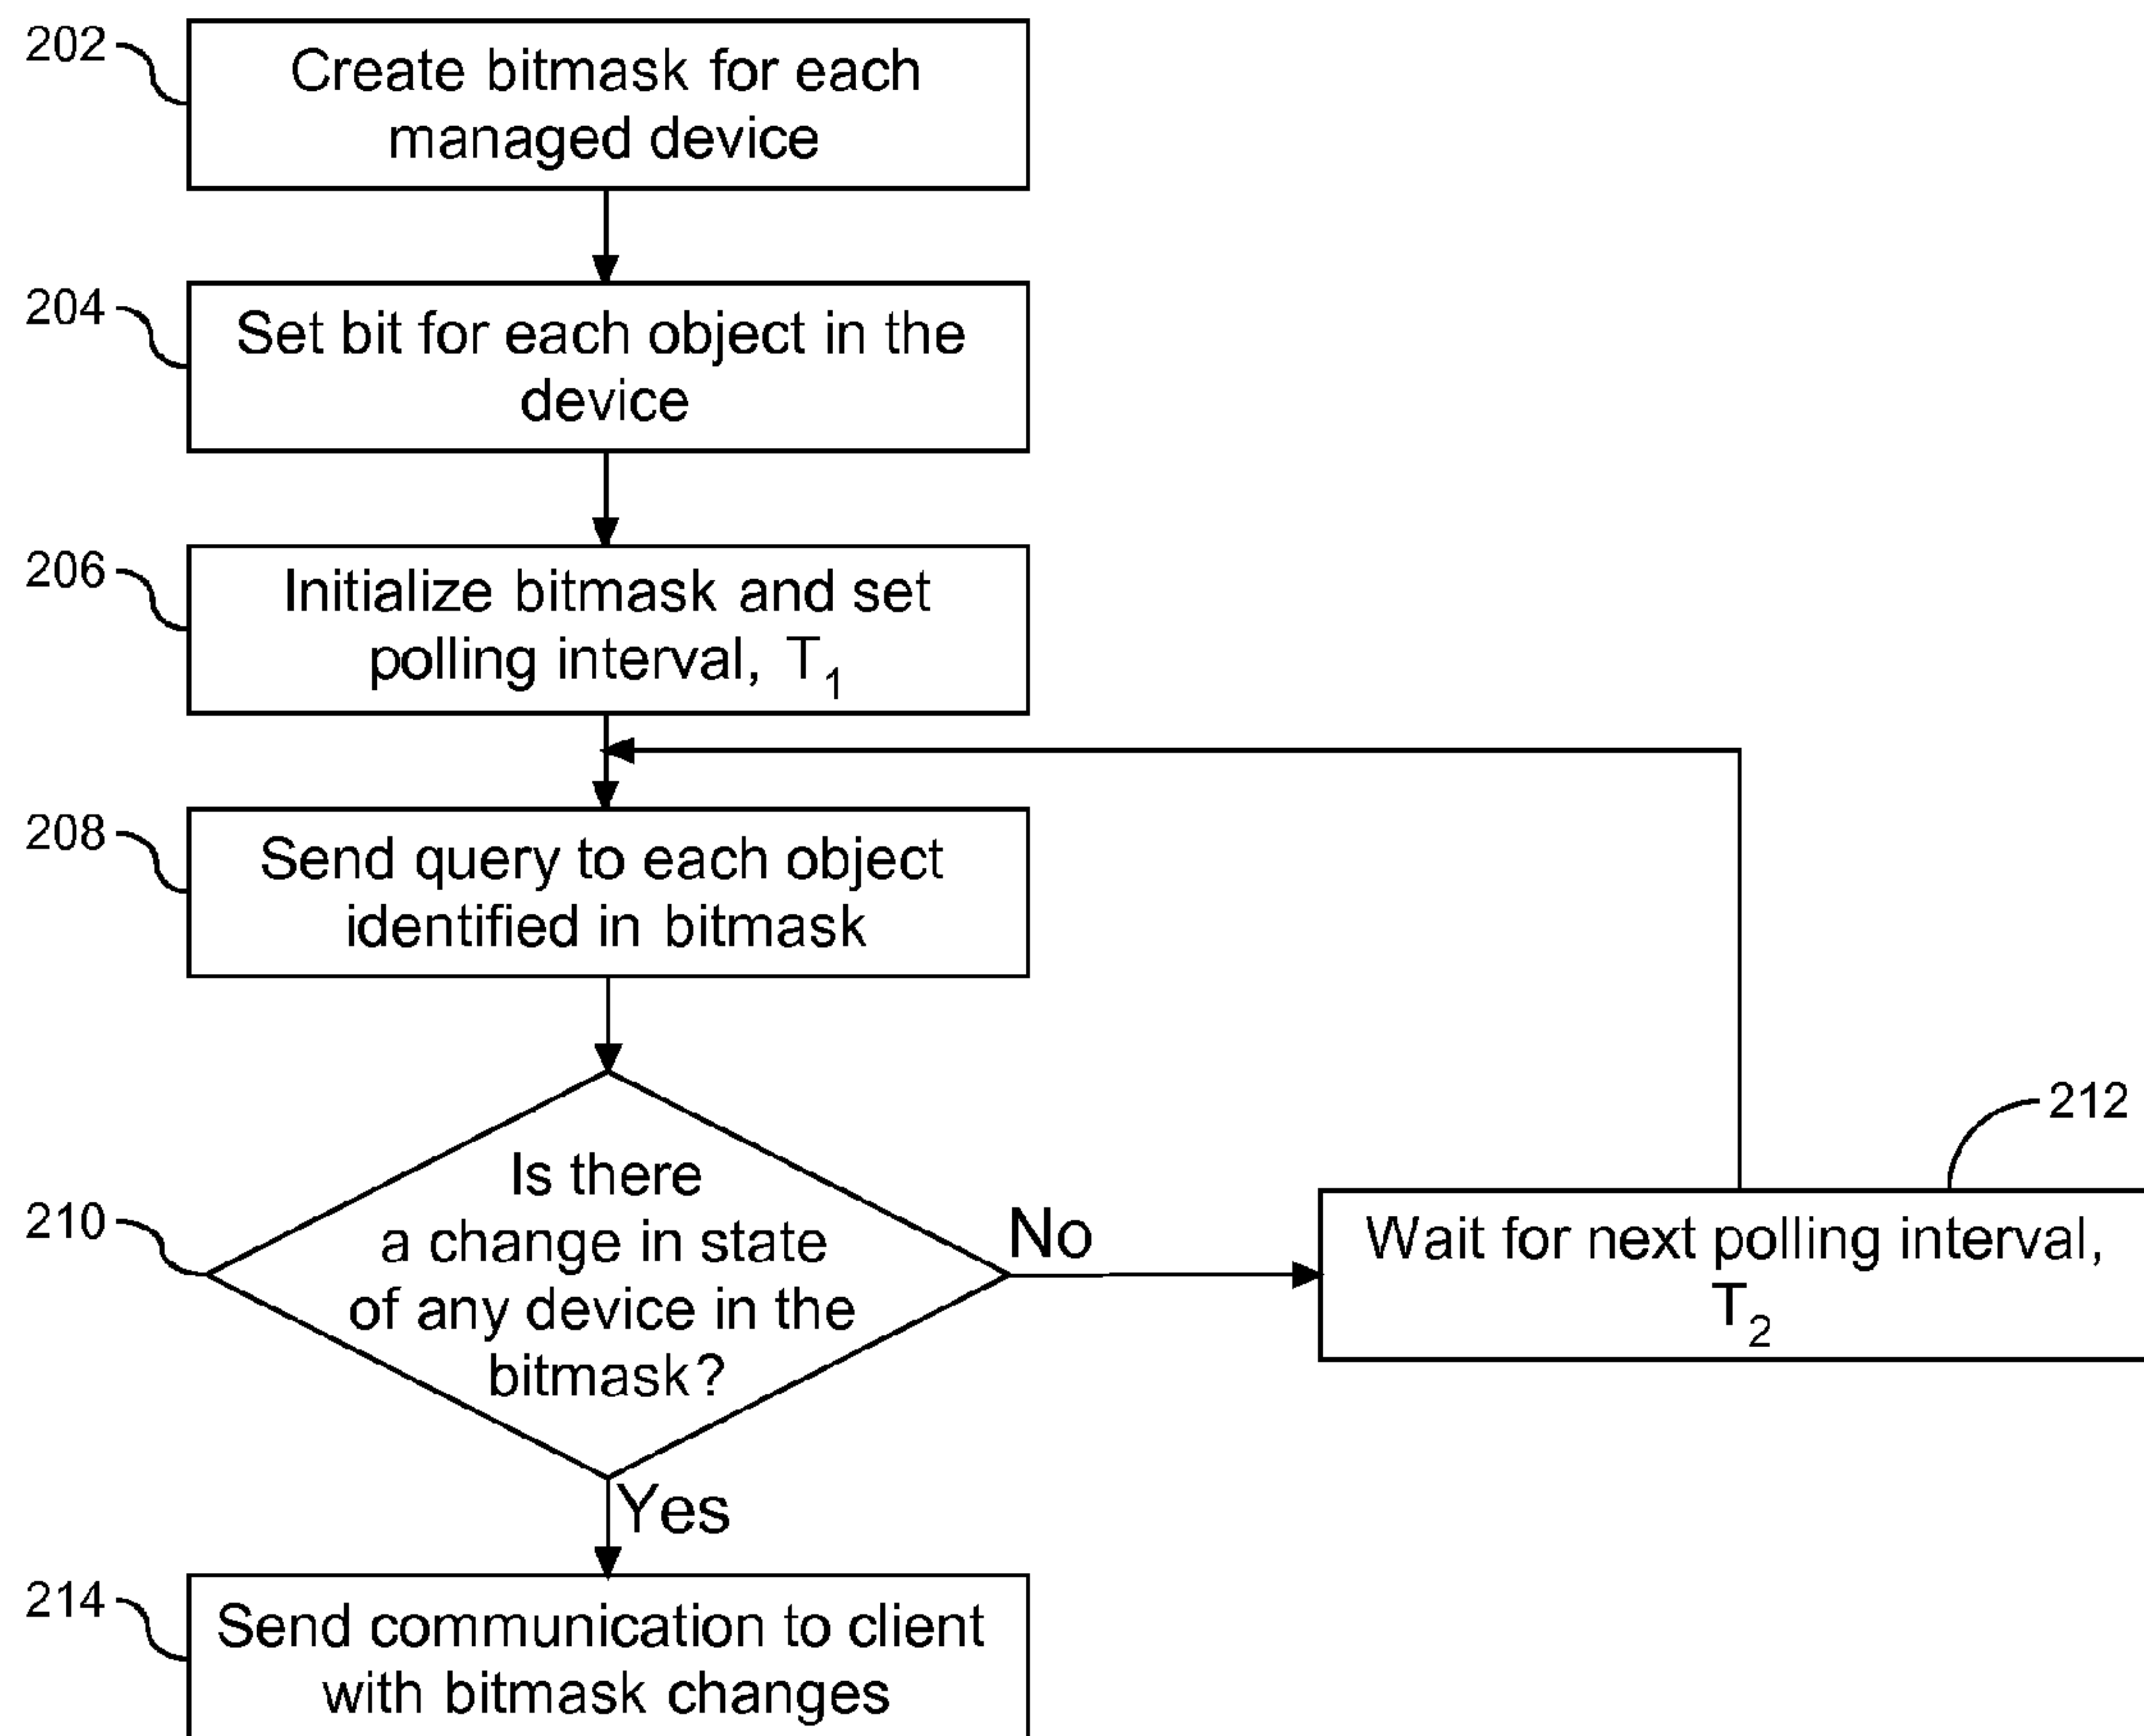 202
Create bitmask for each
managed device
204
Set bit for each object in the
device
206
Initialize bitmask and set
polling interval, T1
208
Send query to each object
identified in bitmask
210
Is there
a change in state
of any device in the
bitmask?
No
212
Wait for next polling interval,
T2
Yes
214
Send communication to client
with bitmask changes